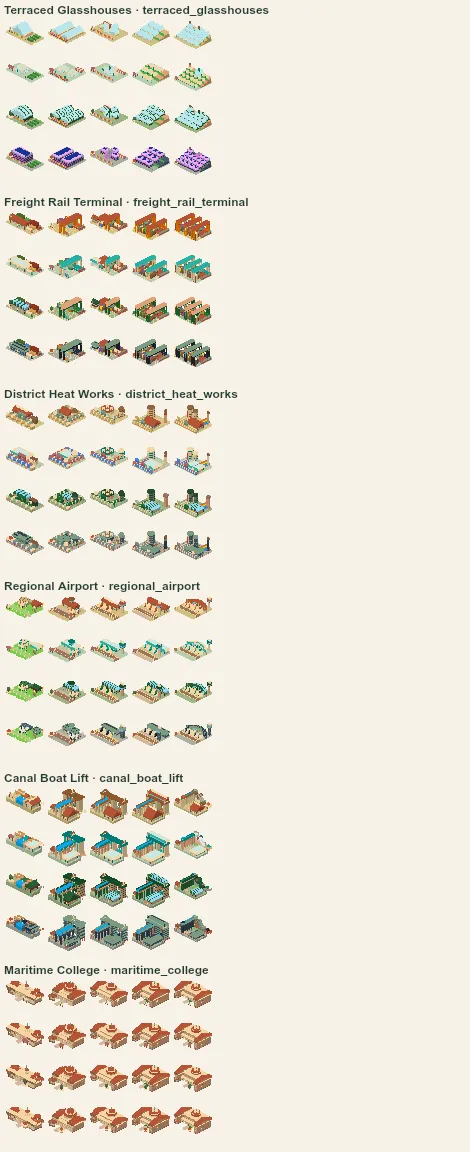 Terraced Glasshouses · terraced_glasshouses
Freight Rail Terminal · freight_rail_terminal
District Heat Works · district_heat_works
Regional Airport · regional_airport
Canal Boat Lift · canal_boat_lift
Maritime College · maritime_college